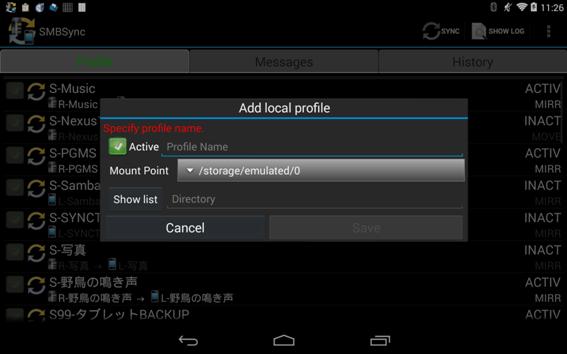 11:26
SMBSync
SYNC
SHOW LOG
Profile
Messages
History
S-Music
ACTIV
R-Music
MIRR
Add local profile
S-Nexus
INACT
Specify profile name.
R-Nexus
MOVE
Active
Profile Name
S-PGMS
ACTIV
R-PGMS
MIRR
Mount Point
/storage/emulated/0
S-Samba
INACT
L-Samba
MIRR
Show list
Directory
S-SYNCT
INACT
L-SYNCT
MIRR
Cancel
Save
S-写真
INACT
R-写真 → L-写真
MIRR
S-野鳥の鳴き声
ACTIV
R-野鳥の鳴き声 → L-野鳥の鳴き声
MIRR
S99-タブレットBACKUP
ACTIV